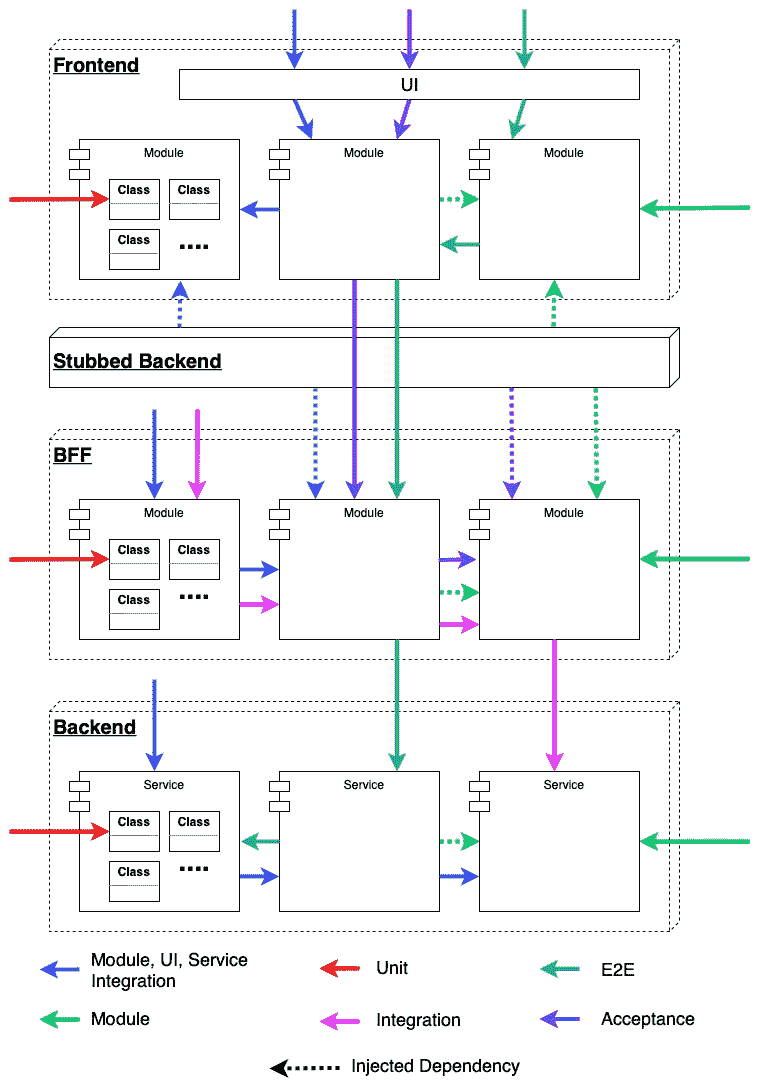 Frontend
UI
Module
Module
Module
Class
Class
Class
....
Stubbed Backend
BFF
Module
Module
Module
Class
Class
Class
....
Backend
Service
Service
Service
Class
Class
Class
....
Module, UI, Service
Integration
Unit
E2E
Module
Integration
Acceptance
Injected Dependency